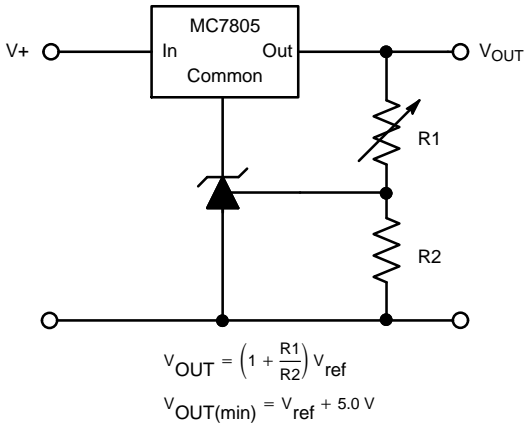 MC7805
V+
In
Out
VOUT
Common
R1
R2
VOUT = (1 + R1/R2) Vref
VOUT(min) = Vref + 5.0 V